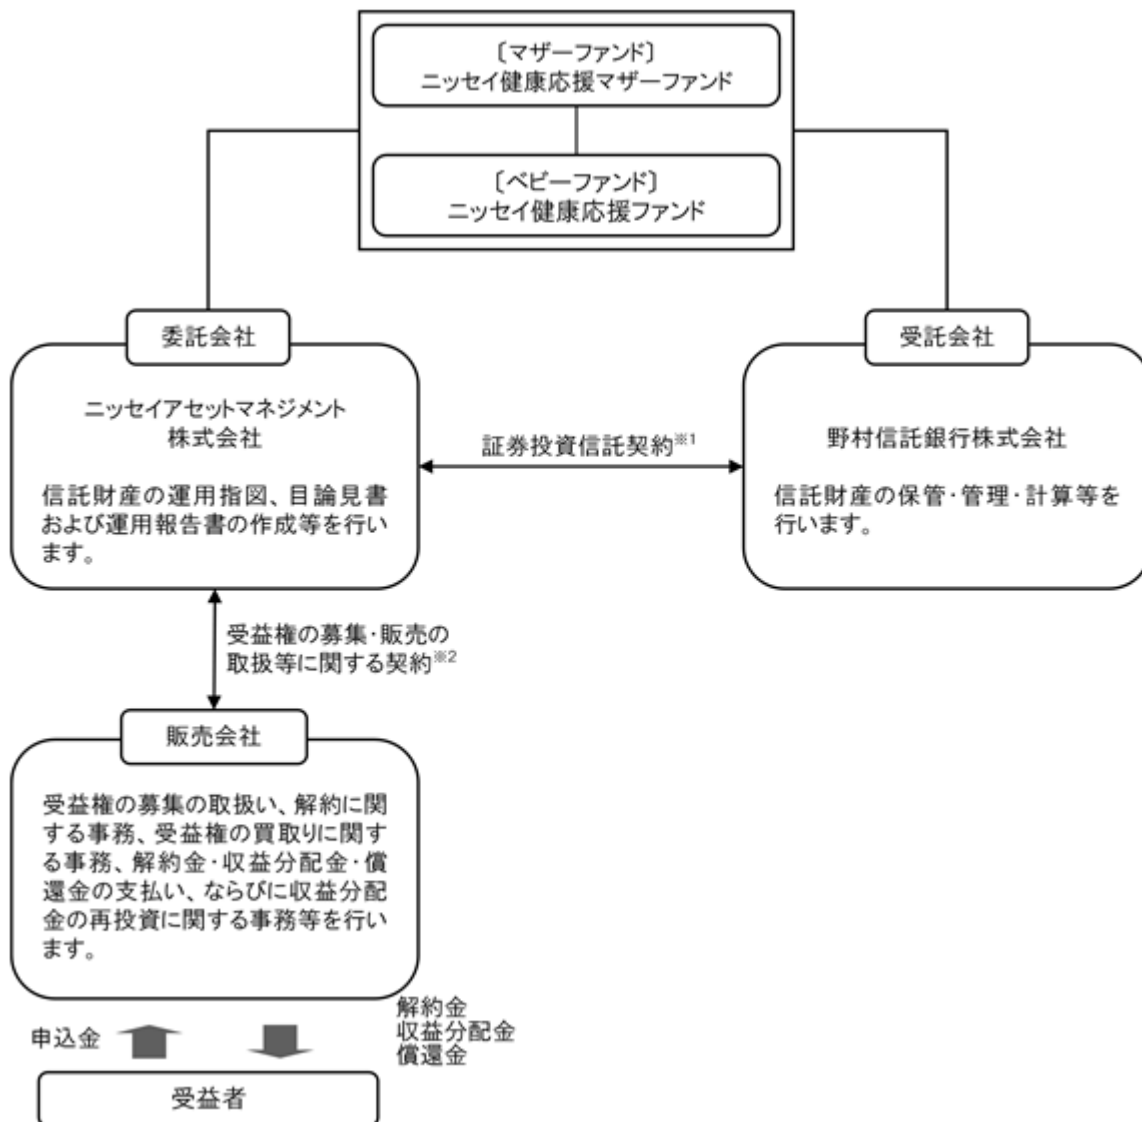 〔マザーファンド〕
ニッセイ健康応援マザーファンド
〔ベビーファンド〕
ニッセイ健康応援ファンド
委託会社
ニッセイアセットマネジメント
株式会社
信託財産の運用指図、目論見書
および運用報告書の作成等を行い
ます。
証券投資信託契約※1
受託会社
野村信託銀行株式会社
信託財産の保管・管理・計算等を
行います。
受益権の募集・販売の
取扱等に関する契約※2
販売会社
受益権の募集の取扱い、解約に関
する事務、受益権の買取りに関す
る事務、解約金・収益分配金・償
還金の支払い、ならびに収益分配
金の再投資に関する事務等を行い
ます。
申込金
解約金
収益分配金
償還金
受益者